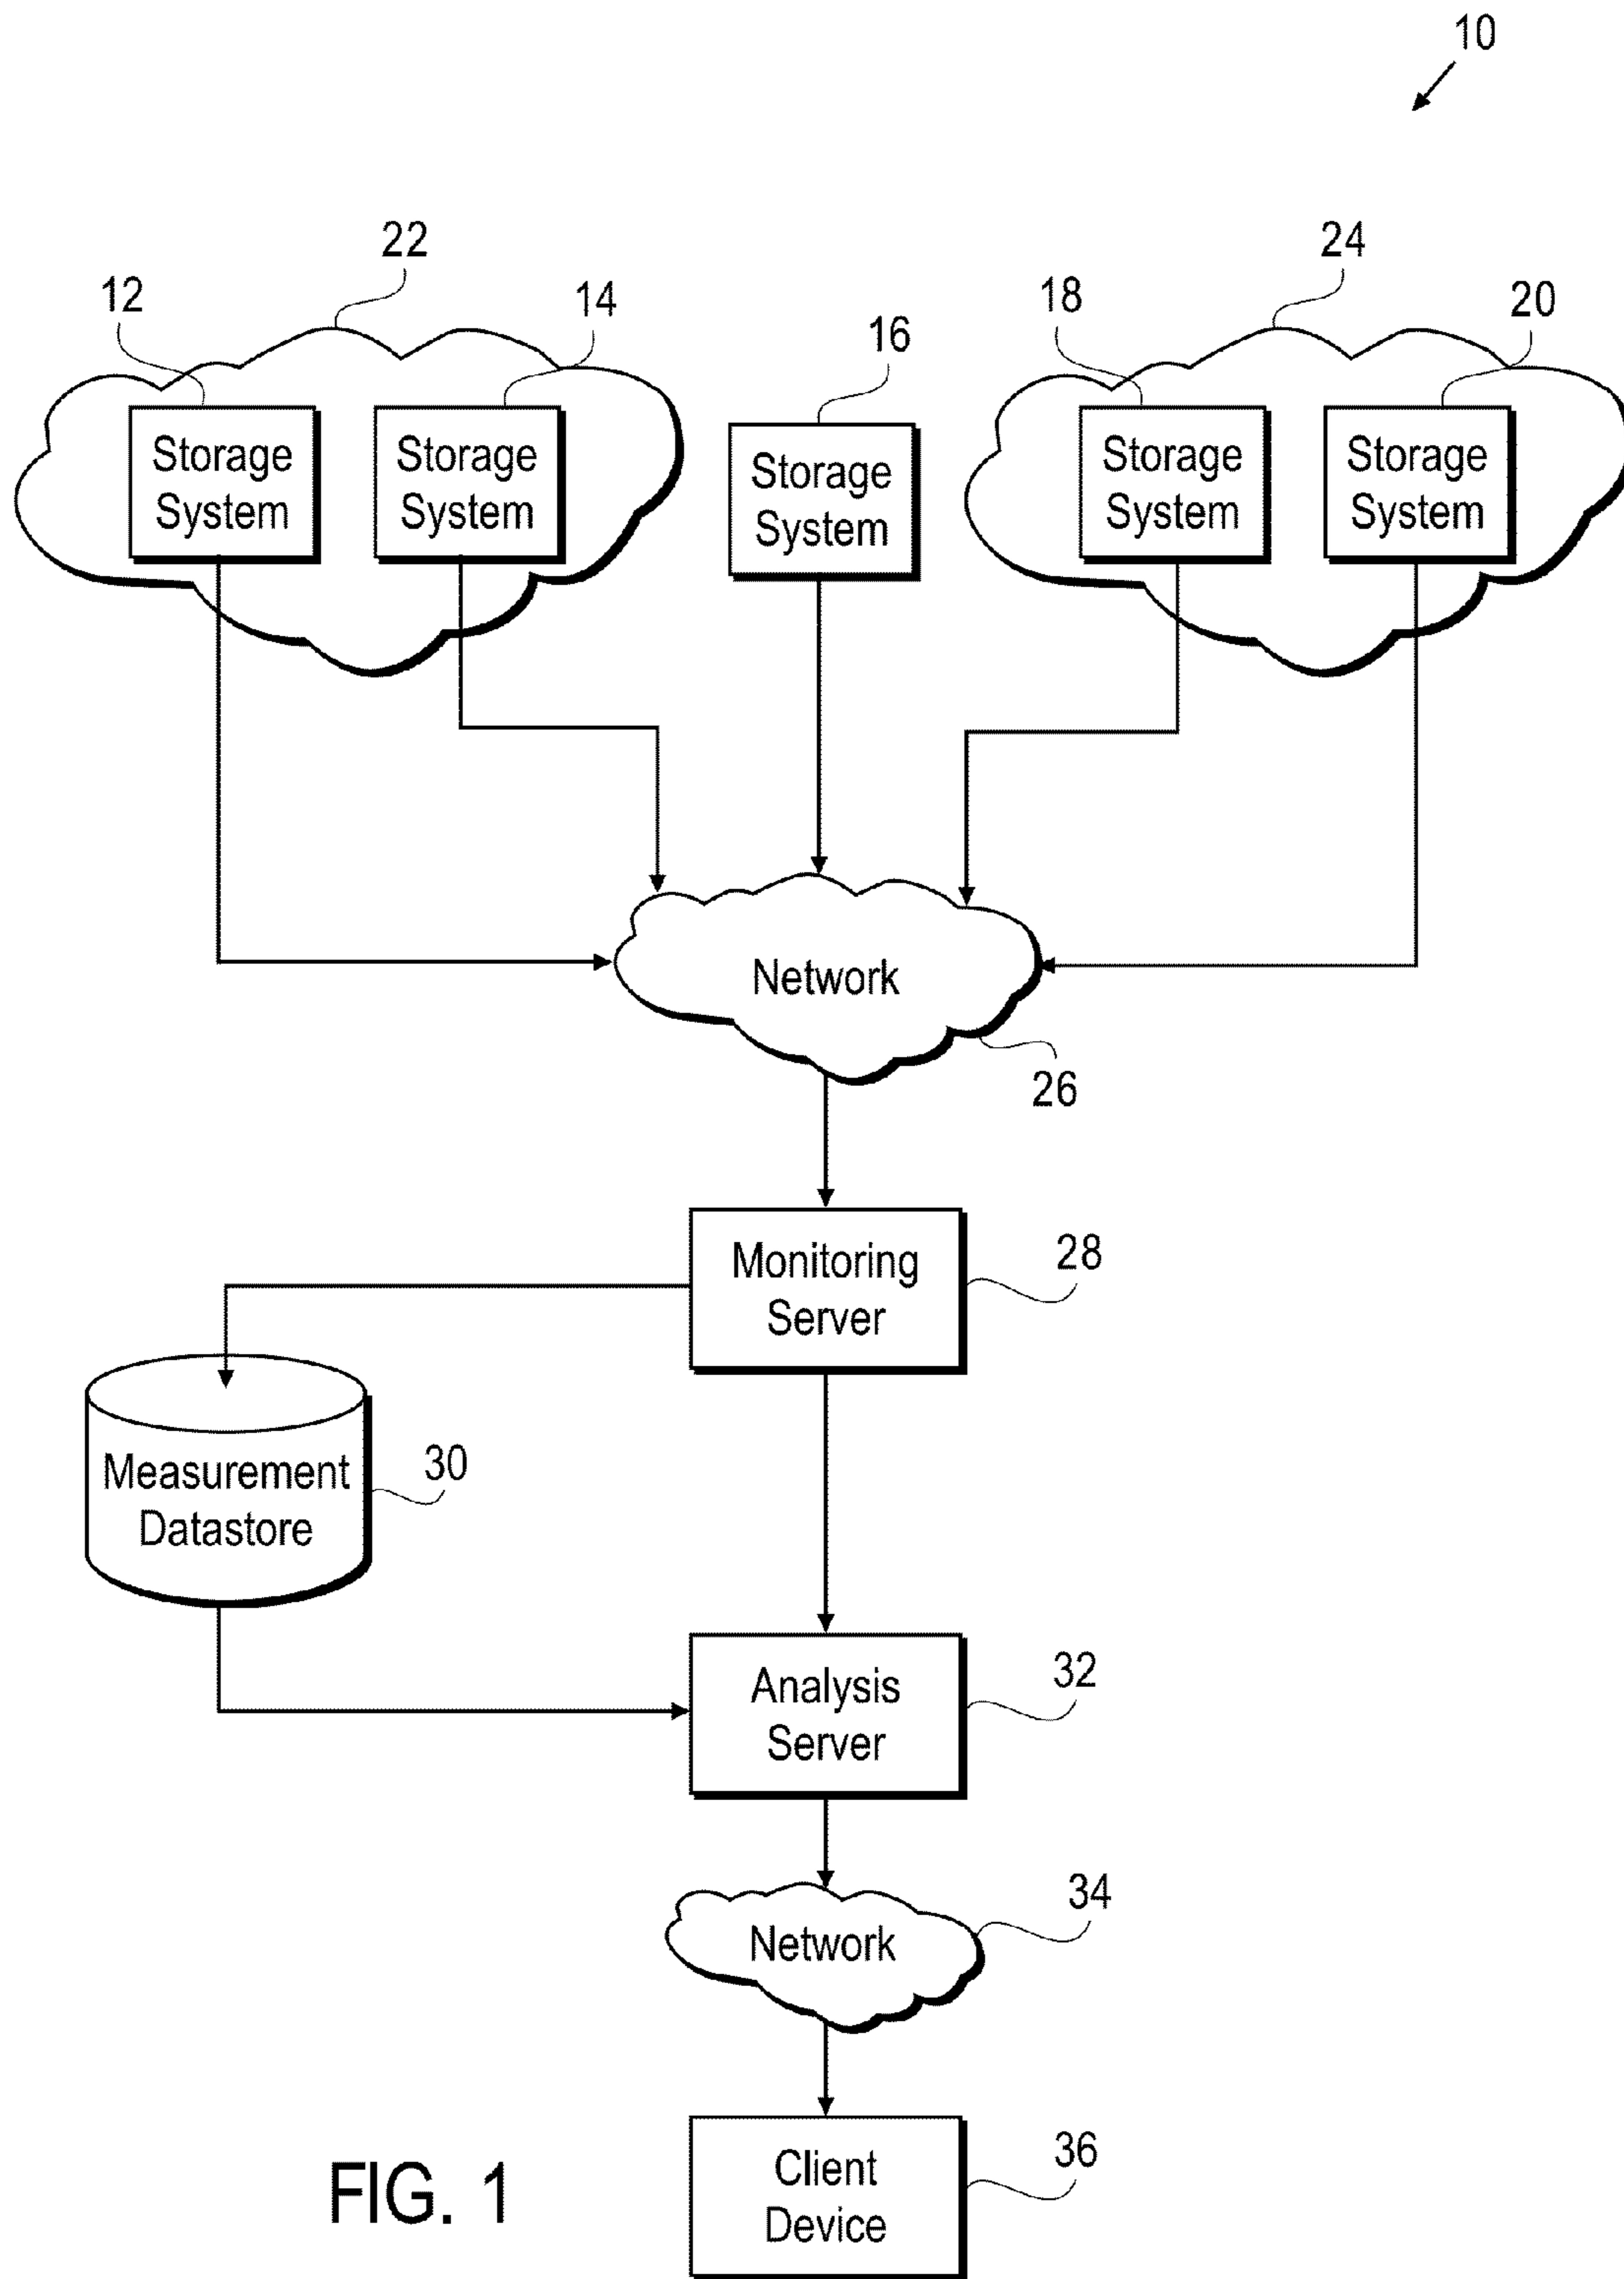 10
22
24
12
14
16
18
20
Storage
System
Storage
System
Storage
System
Storage
System
Storage
System
Network
26
Monitoring
Server
28
Measurement
Datastore
30
Analysis
Server
32
Network
34
Client
Device
36
FIG. 1